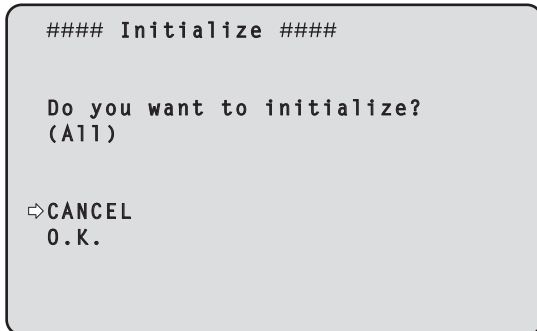 #### Initialize ####
Do you want to initialize?
(All)
⇨CANCEL
O.K.